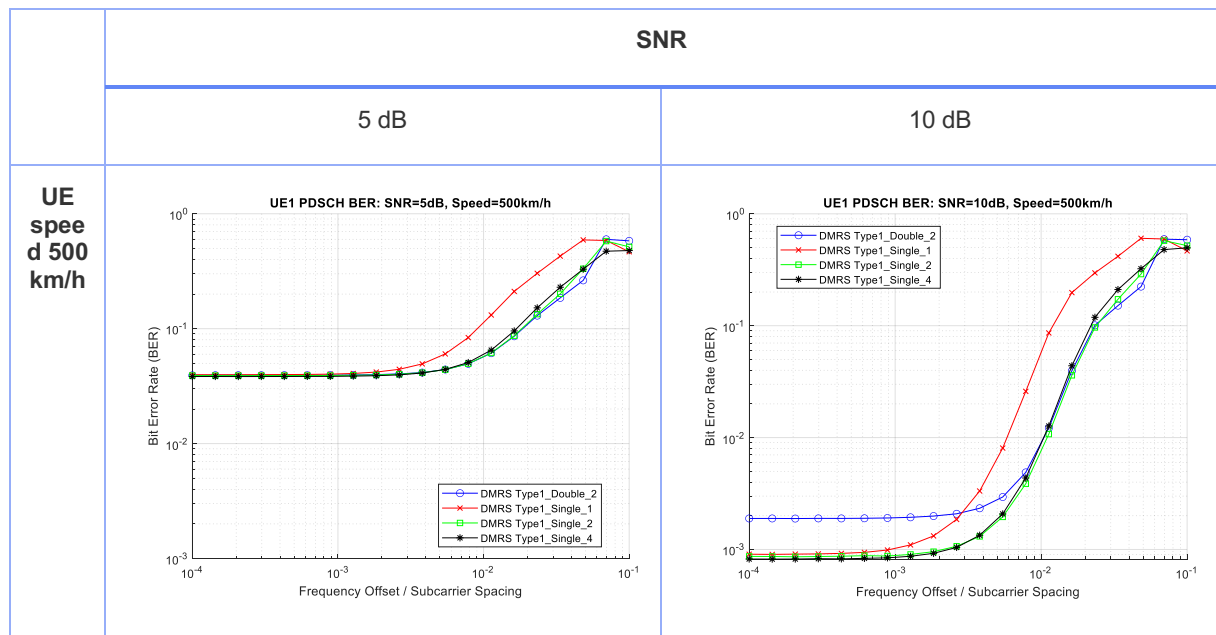 SNR
5 dB
10 dB
UE
spee
d 500
km/h
UE1 PDSCH BER: SNR=5dB, Speed=500km/h
Bit Error Rate (BER)
10^0
10^-1
10^-2
10^-3
10^-4
10^-3
10^-2
10^-1
Frequency Offset / Subcarrier Spacing
DMRS Type1_Double_2
DMRS Type1_Single_1
DMRS Type1_Single_2
DMRS Type1_Single_4
UE1 PDSCH BER: SNR=10dB, Speed=500km/h
Bit Error Rate (BER)
10^0
10^-1
10^-2
10^-3
10^-4
10^-3
10^-2
10^-1
Frequency Offset / Subcarrier Spacing
DMRS Type1_Double_2
DMRS Type1_Single_1
DMRS Type1_Single_2
DMRS Type1_Single_4